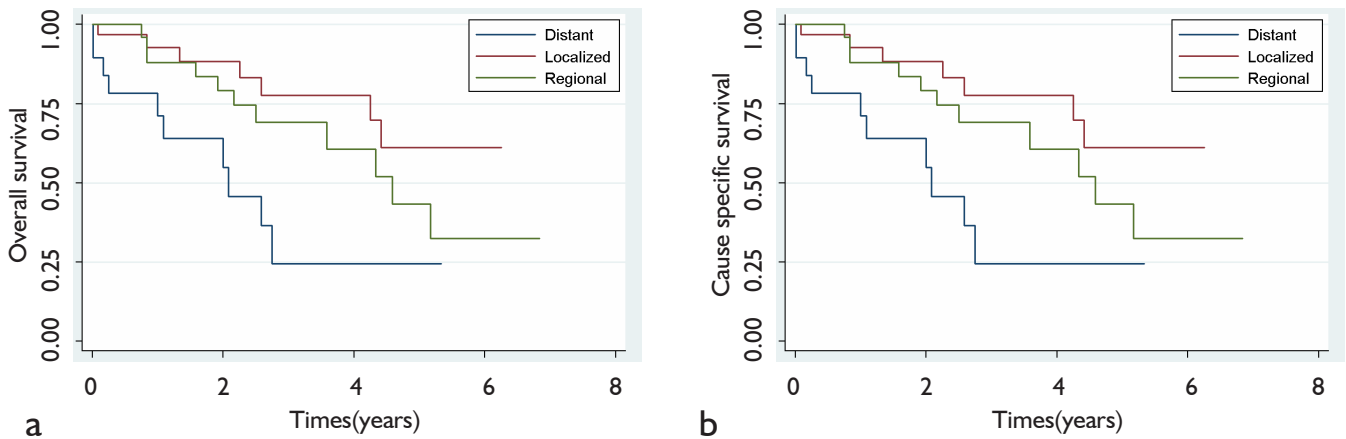 Overall survival
1.00
0.75
0.50
0.25
0.00
Distant
Localized
Regional
0 2 4 6 8
Times(years)
a
Cause specific survival
1.00
0.75
0.50
0.25
0.00
Distant
Localized
Regional
0 2 4 6 8
Times(years)
b